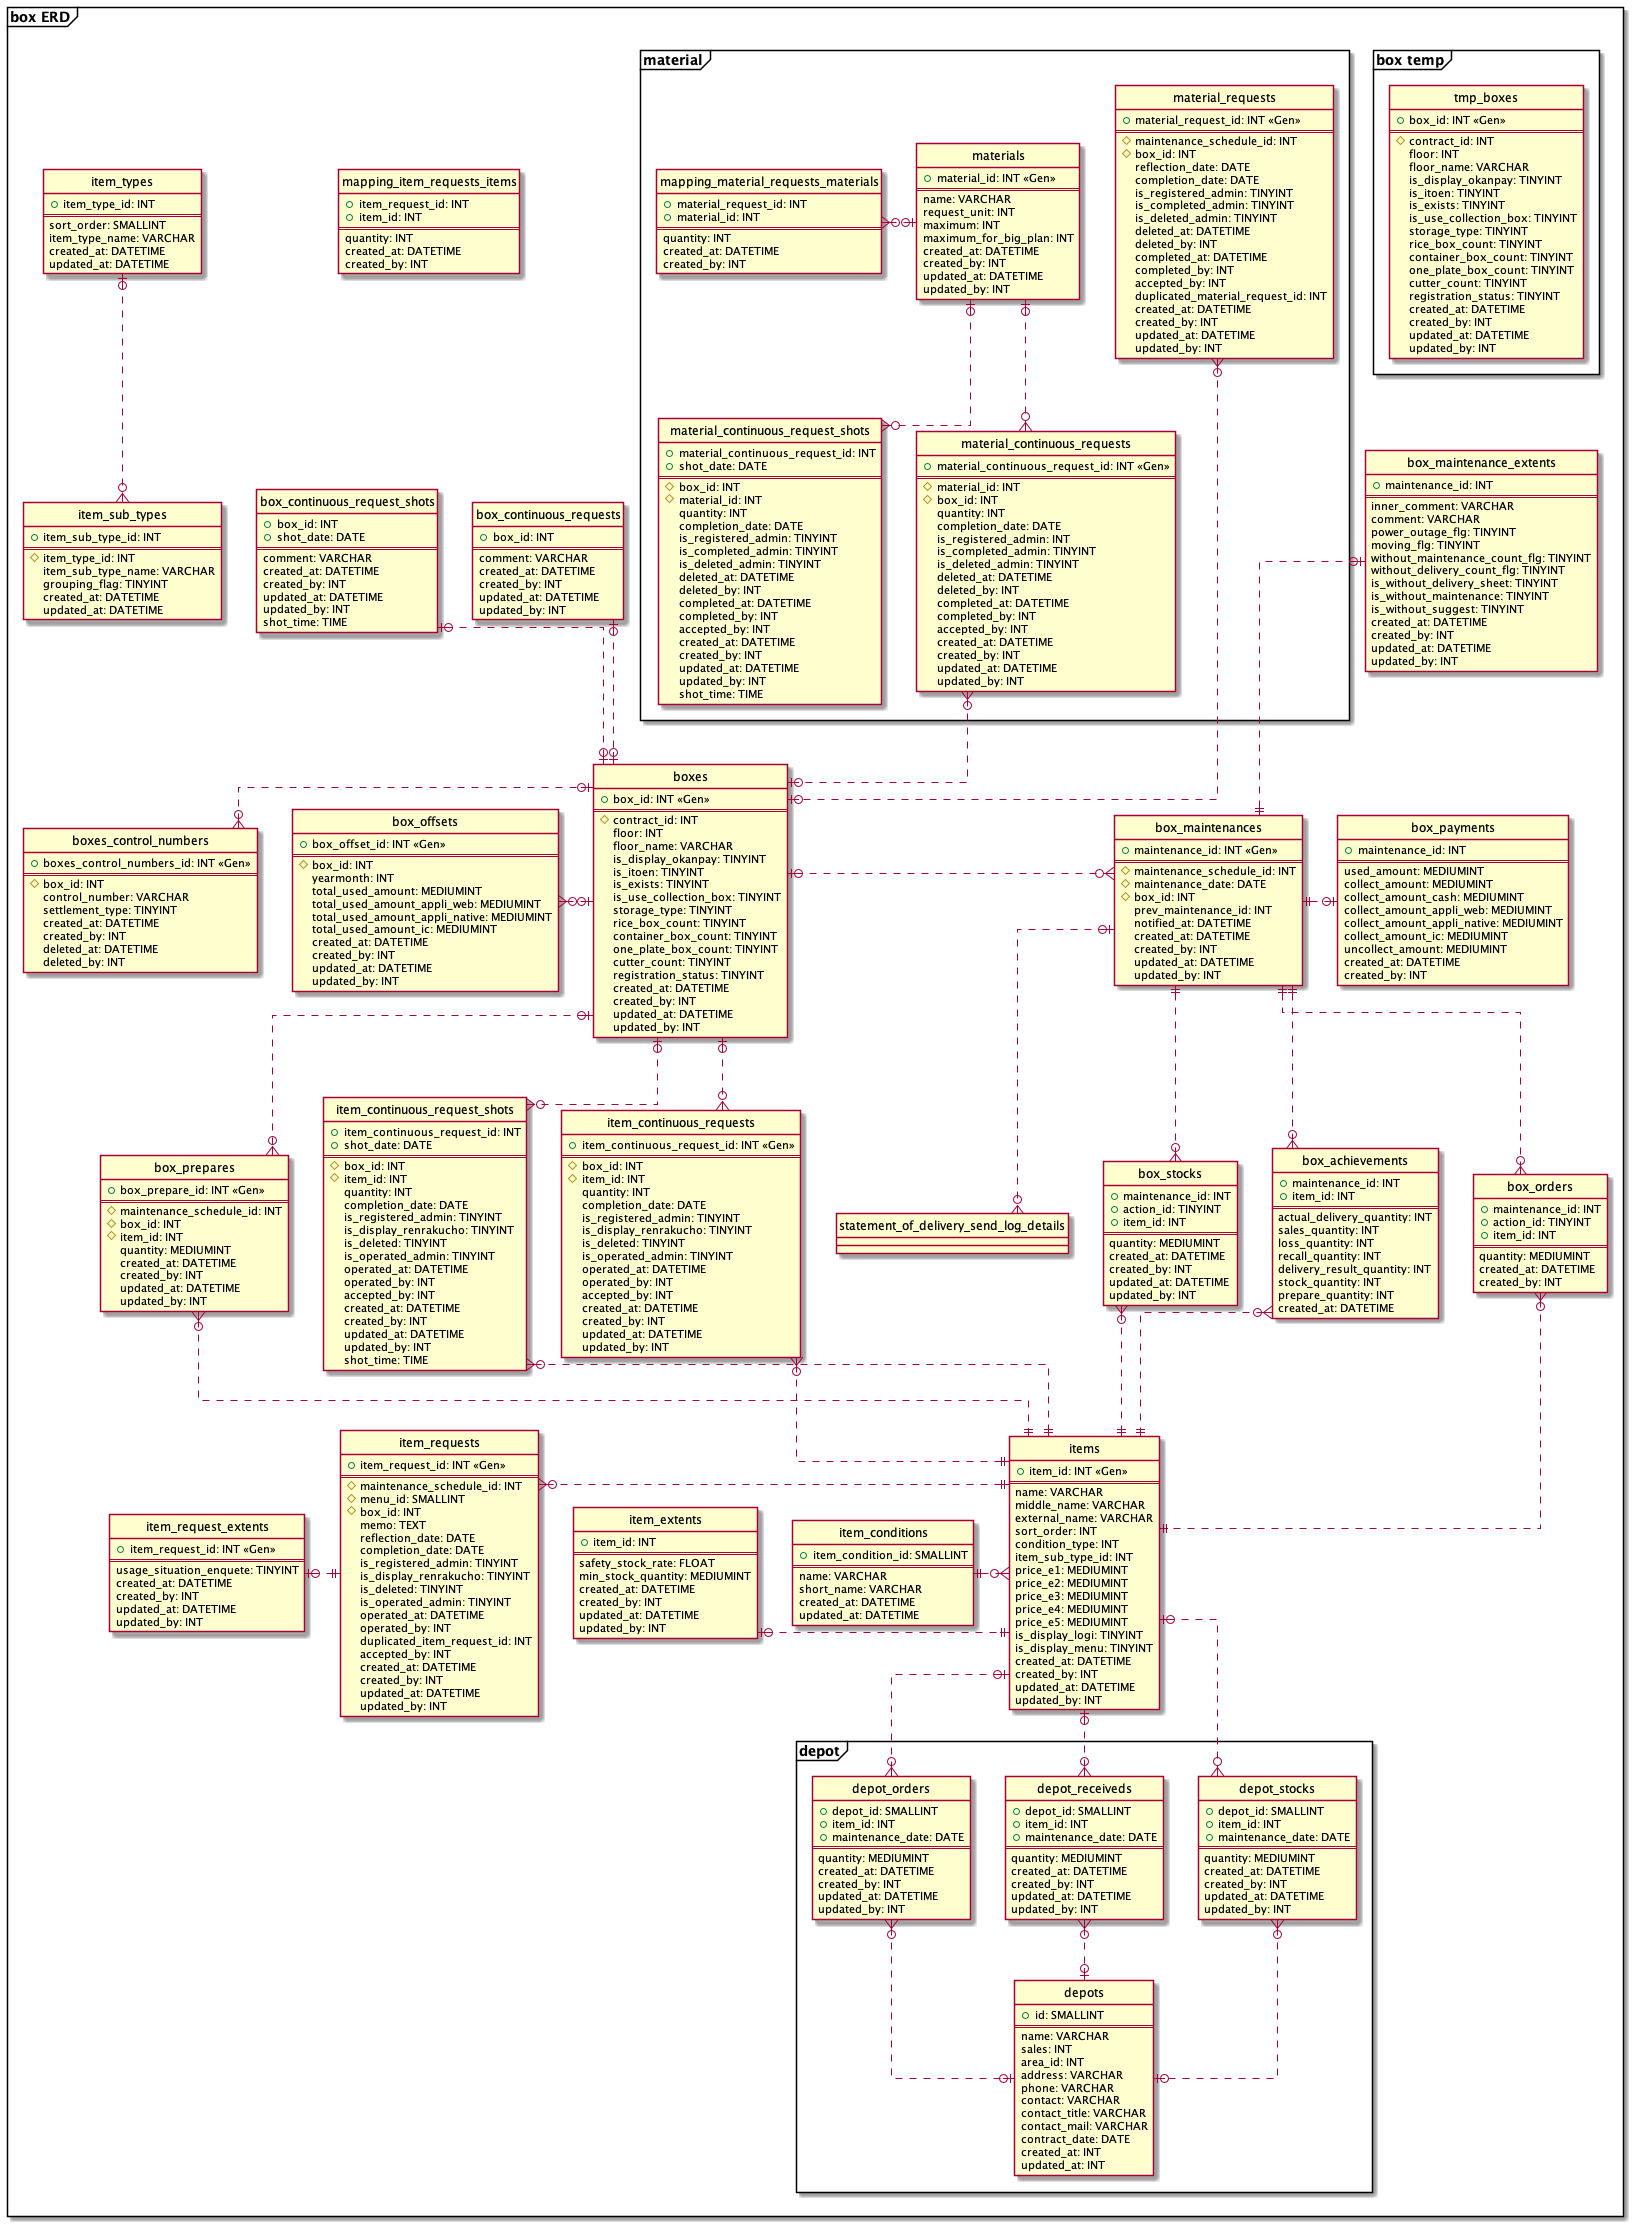 box ERD
material
box temp
material_requests
material_request_id: INT «Gen»
maintenance_schedule_id: INT
box_id: INT
reflection_date: DATE
completion_date: DATE
is_registered_admin: TINYINT
is_completed_admin: TINYINT
is_deleted_admin: TINYINT
deleted_at: DATETIME
deleted_by: INT
completed_at: DATETIME
completed_by: INT
accepted_by: INT
duplicated_material_request_id: INT
created_at: DATETIME
created_by: INT
updated_at: DATETIME
updated_by: INT
tmp_boxes
box_id: INT «Gen»
contract_id: INT
floor: INT
floor_name: VARCHAR
is_display_okanpay: TINYINT
is_itoen: TINYINT
is_exists: TINYINT
is_use_collection_box: TINYINT
storage_type: TINYINT
rice_box_count: TINYINT
container_box_count: TINYINT
one_plate_box_count: TINYINT
cutter_count: TINYINT
registration_status: TINYINT
created_at: DATETIME
created_by: INT
updated_at: DATETIME
updated_by: INT
item_types
item_type_id: INT
sort_order: SMALLINT
item_type_name: VARCHAR
created_at: DATETIME
updated_at: DATETIME
mapping_item_requests_items
item_request_id: INT
item_id: INT
quantity: INT
created_at: DATETIME
created_by: INT
mapping_material_requests_materials
material_request_id: INT
material_id: INT
quantity: INT
created_at: DATETIME
created_by: INT
materials
material_id: INT «Gen»
name: VARCHAR
request_unit: INT
maximum: INT
maximum_for_big_plan: INT
created_at: DATETIME
created_by: INT
updated_at: DATETIME
updated_by: INT
item_sub_types
item_sub_type_id: INT
item_type_id: INT
item_sub_type_name: VARCHAR
grouping_flag: TINYINT
created_at: DATETIME
updated_at: DATETIME
box_continuous_request_shots
box_id: INT
shot_date: DATE
comment: VARCHAR
created_at: DATETIME
created_by: INT
updated_at: DATETIME
updated_by: INT
shot_time: TIME
box_continuous_requests
box_id: INT
comment: VARCHAR
created_at: DATETIME
created_by: INT
updated_at: DATETIME
updated_by: INT
material_continuous_request_shots
material_continuous_request_id: INT
shot_date: DATE
box_id: INT
material_id: INT
quantity: INT
completion_date: DATE
is_registered_admin: TINYINT
is_completed_admin: TINYINT
is_deleted_admin: TINYINT
deleted_at: DATETIME
deleted_by: INT
completed_at: DATETIME
completed_by: INT
accepted_by: INT
created_at: DATETIME
created_by: INT
updated_at: DATETIME
updated_by: INT
shot_time: TIME
material_continuous_requests
material_continuous_request_id: INT «Gen»
material_id: INT
box_id: INT
quantity: INT
completion_date: DATE
is_registered_admin: INT
is_completed_admin: TINYINT
is_deleted_admin: TINYINT
deleted_at: DATETIME
deleted_by: INT
completed_at: DATETIME
completed_by: INT
accepted_by: INT
created_at: DATETIME
created_by: INT
updated_at: DATETIME
updated_by: INT
box_maintenance_extents
maintenance_id: INT
inner_comment: VARCHAR
comment: VARCHAR
power_outage_flg: TINYINT
moving_flg: TINYINT
without_maintenance_count_flg: TINYINT
without_delivery_count_flg: TINYINT
is_without_delivery_sheet: TINYINT
is_without_maintenance: TINYINT
is_without_suggest: TINYINT
created_at: DATETIME
created_by: INT
updated_at: DATETIME
updated_by: INT
boxes_control_numbers
boxes_control_numbers_id: INT «Gen»
box_id: INT
control_number: VARCHAR
settlement_type: TINYINT
created_at: DATETIME
created_by: INT
deleted_at: DATETIME
deleted_by: INT
box_offsets
box_offset_id: INT «Gen»
box_id: INT
yearmonth: INT
total_used_amount: MEDIUMINT
total_used_amount_appli_web: MEDIUMINT
total_used_amount_appli_native: MEDIUMINT
total_used_amount_ic: MEDIUMINT
created_at: DATETIME
created_by: INT
updated_at: DATETIME
updated_by: INT
boxes
box_id: INT «Gen»
contract_id: INT
floor: INT
floor_name: VARCHAR
is_display_okanpay: TINYINT
is_itoen: TINYINT
is_exists: TINYINT
is_use_collection_box: TINYINT
storage_type: TINYINT
rice_box_count: TINYINT
container_box_count: TINYINT
one_plate_box_count: TINYINT
cutter_count: TINYINT
registration_status: TINYINT
created_at: DATETIME
created_by: INT
updated_at: DATETIME
updated_by: INT
box_maintenances
maintenance_id: INT «Gen»
maintenance_schedule_id: INT
maintenance_date: DATE
box_id: INT
prev_maintenance_id: INT
notified_at: DATETIME
created_at: DATETIME
created_by: INT
updated_at: DATETIME
updated_by: INT
box_payments
maintenance_id: INT
used_amount: MEDIUMINT
collect_amount: MEDIUMINT
collect_amount_cash: MEDIUMINT
collect_amount_appli_web: MEDIUMINT
collect_amount_appli_native: MEDIUMINT
collect_amount_ic: MEDIUMINT
uncollect_amount: MEDIUMINT
created_at: DATETIME
created_by: INT
box_prepares
box_prepare_id: INT «Gen»
maintenance_schedule_id: INT
box_id: INT
item_id: INT
quantity: MEDIUMINT
created_at: DATETIME
created_by: INT
updated_at: DATETIME
updated_by: INT
item_continuous_request_shots
item_continuous_request_id: INT
shot_date: DATE
box_id: INT
item_id: INT
quantity: INT
completion_date: DATE
is_registered_admin: TINYINT
is_display_renrakucho: TINYINT
is_deleted: TINYINT
is_operated_admin: TINYINT
operated_at: DATETIME
operated_by: INT
accepted_by: INT
created_at: DATETIME
created_by: INT
updated_at: DATETIME
updated_by: INT
shot_time: TIME
item_continuous_requests
item_continuous_request_id: INT «Gen»
box_id: INT
item_id: INT
quantity: INT
completion_date: DATE
is_registered_admin: TINYINT
is_display_renrakucho: TINYINT
is_deleted: TINYINT
is_operated_admin: TINYINT
operated_at: DATETIME
operated_by: INT
accepted_by: INT
created_at: DATETIME
created_by: INT
updated_at: DATETIME
updated_by: INT
statement_of_delivery_send_log_details
box_stocks
maintenance_id: INT
action_id: TINYINT
item_id: INT
quantity: MEDIUMINT
created_at: DATETIME
created_by: INT
updated_at: DATETIME
updated_by: INT
box_achievements
maintenance_id: INT
item_id: INT
actual_delivery_quantity: INT
sales_quantity: INT
loss_quantity: INT
recall_quantity: INT
delivery_result_quantity: INT
stock_quantity: INT
prepare_quantity: INT
created_at: DATETIME
box_orders
maintenance_id: INT
action_id: TINYINT
item_id: INT
quantity: MEDIUMINT
created_at: DATETIME
created_by: INT
item_request_extents
item_request_id: INT «Gen»
usage_situation_enquete: TINYINT
created_at: DATETIME
created_by: INT
updated_at: DATETIME
updated_by: INT
item_requests
item_request_id: INT «Gen»
maintenance_schedule_id: INT
menu_id: SMALLINT
box_id: INT
memo: TEXT
reflection_date: DATE
completion_date: DATE
is_registered_admin: TINYINT
is_display_renrakucho: TINYINT
is_deleted: TINYINT
is_operated_admin: TINYINT
operated_at: DATETIME
operated_by: INT
duplicated_item_request_id: INT
accepted_by: INT
created_at: DATETIME
created_by: INT
updated_at: DATETIME
updated_by: INT
item_extents
item_id: INT
safety_stock_rate: FLOAT
min_stock_quantity: MEDIUMINT
created_at: DATETIME
created_by: INT
updated_at: DATETIME
updated_by: INT
item_conditions
item_condition_id: SMALLINT
name: VARCHAR
short_name: VARCHAR
created_at: DATETIME
updated_at: DATETIME
items
item_id: INT «Gen»
name: VARCHAR
middle_name: VARCHAR
external_name: VARCHAR
sort_order: INT
condition_type: INT
item_sub_type_id: INT
price_e1: MEDIUMINT
price_e2: MEDIUMINT
price_e3: MEDIUMINT
price_e4: MEDIUMINT
price_e5: MEDIUMINT
is_display_logi: TINYINT
is_display_menu: TINYINT
created_at: DATETIME
created_by: INT
updated_at: DATETIME
updated_by: INT
depot
depot_orders
depot_id: SMALLINT
item_id: INT
maintenance_date: DATE
quantity: MEDIUMINT
created_at: DATETIME
created_by: INT
updated_at: DATETIME
updated_by: INT
depot_receiveds
depot_id: SMALLINT
item_id: INT
maintenance_date: DATE
quantity: MEDIUMINT
created_at: DATETIME
created_by: INT
updated_at: DATETIME
updated_by: INT
depot_stocks
depot_id: SMALLINT
item_id: INT
maintenance_date: DATE
quantity: MEDIUMINT
created_at: DATETIME
created_by: INT
updated_at: DATETIME
updated_by: INT
depots
id: SMALLINT
name: VARCHAR
sales: INT
area_id: INT
address: VARCHAR
phone: VARCHAR
contact: VARCHAR
contact_title: VARCHAR
contact_mail: VARCHAR
contract_date: DATE
created_at: INT
updated_at: INT